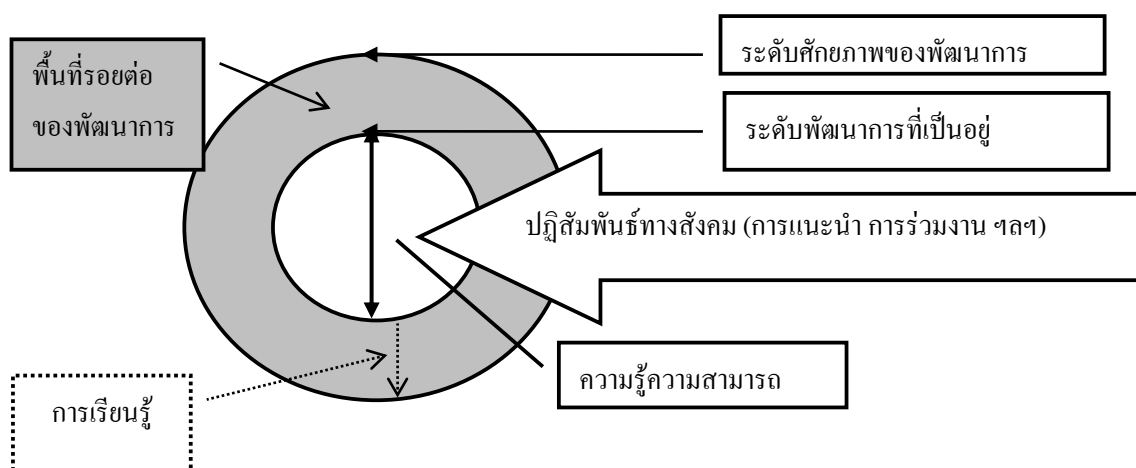 พื้นที่รอยต่อ
ของพัฒนาการ
ระดับศักยภาพของพัฒนาการ
ระดับพัฒนาการที่เป็นอยู่
ปฏิสัมพันธ์ทางสังคม (การแนะนำ การร่วมงาน ฯลฯ)
ความรู้ความสามารถ
การเรียนรู้